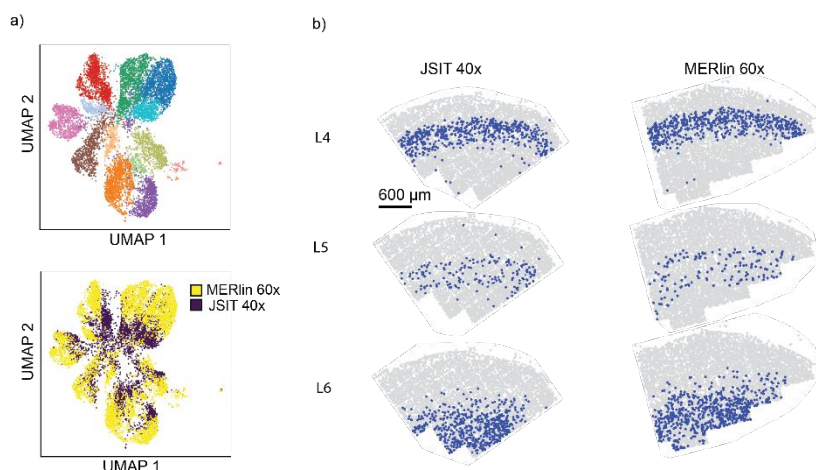 a)
UMAP 2
UMAP 1
MERlin 60x
JSIT 40x
UMAP 2
UMAP 1
b)
JSIT 40x
MERlin 60x
L4
600 µm
L5
L6